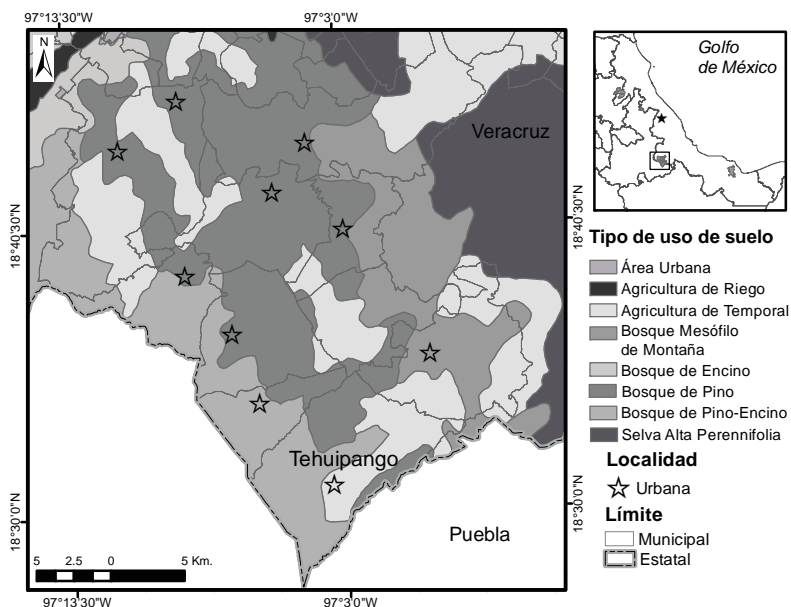 97°13'30"W
97°3'0"W
N
Golfo
de México
Veracruz
18°40'30"N
18°40'30"N
Tipo de uso de suelo
Área Urbana
Agricultura de Riego
Agricultura de Temporal
Bosque Mesófilo
de Montaña
Bosque de Encino
Bosque de Pino
Bosque de Pino-Encino
Selva Alta Perennifolia
Localidad
Urbana
Límite
Municipal
Estatal
Tehuipango
18°30'0"N
18°30'0"N
Puebla
5 2.5 0 5 Km.
97°13'30"W
97°3'0"W